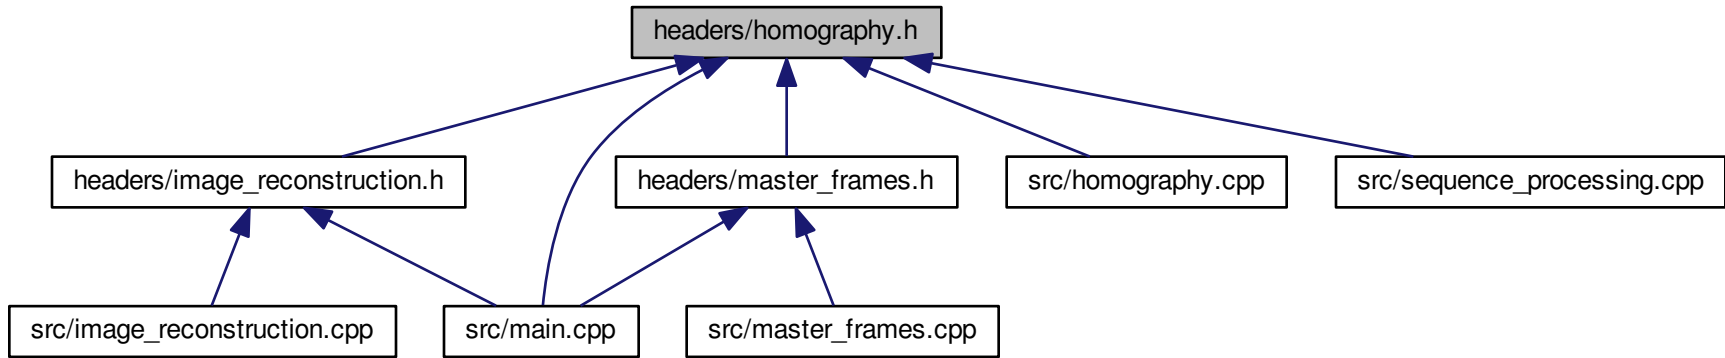 headers/homography.h
headers/image_reconstruction.h
headers/master_frames.h
src/homography.cpp
src/sequence_processing.cpp
src/image_reconstruction.cpp
src/main.cpp
src/master_frames.cpp